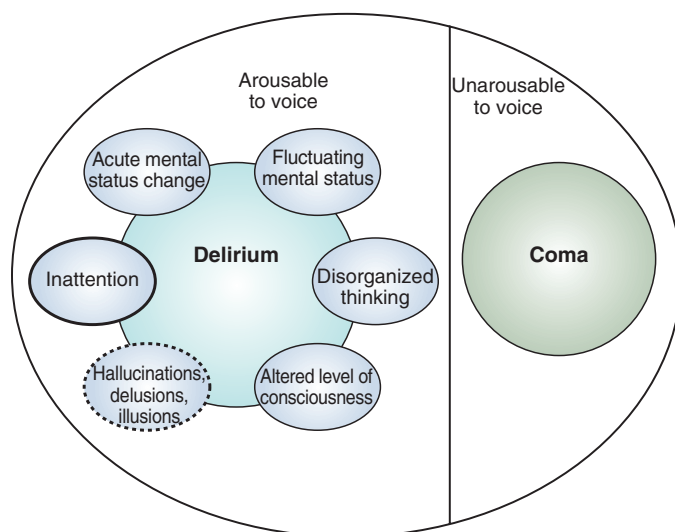 Arousable
to voice
Unarousable
to voice
Acute mental
status change
Fluctuating
mental status
Delirium
Coma
Inattention
Disorganized
thinking
Hallucinations,
delusions,
illusions
Altered level of
consciousness